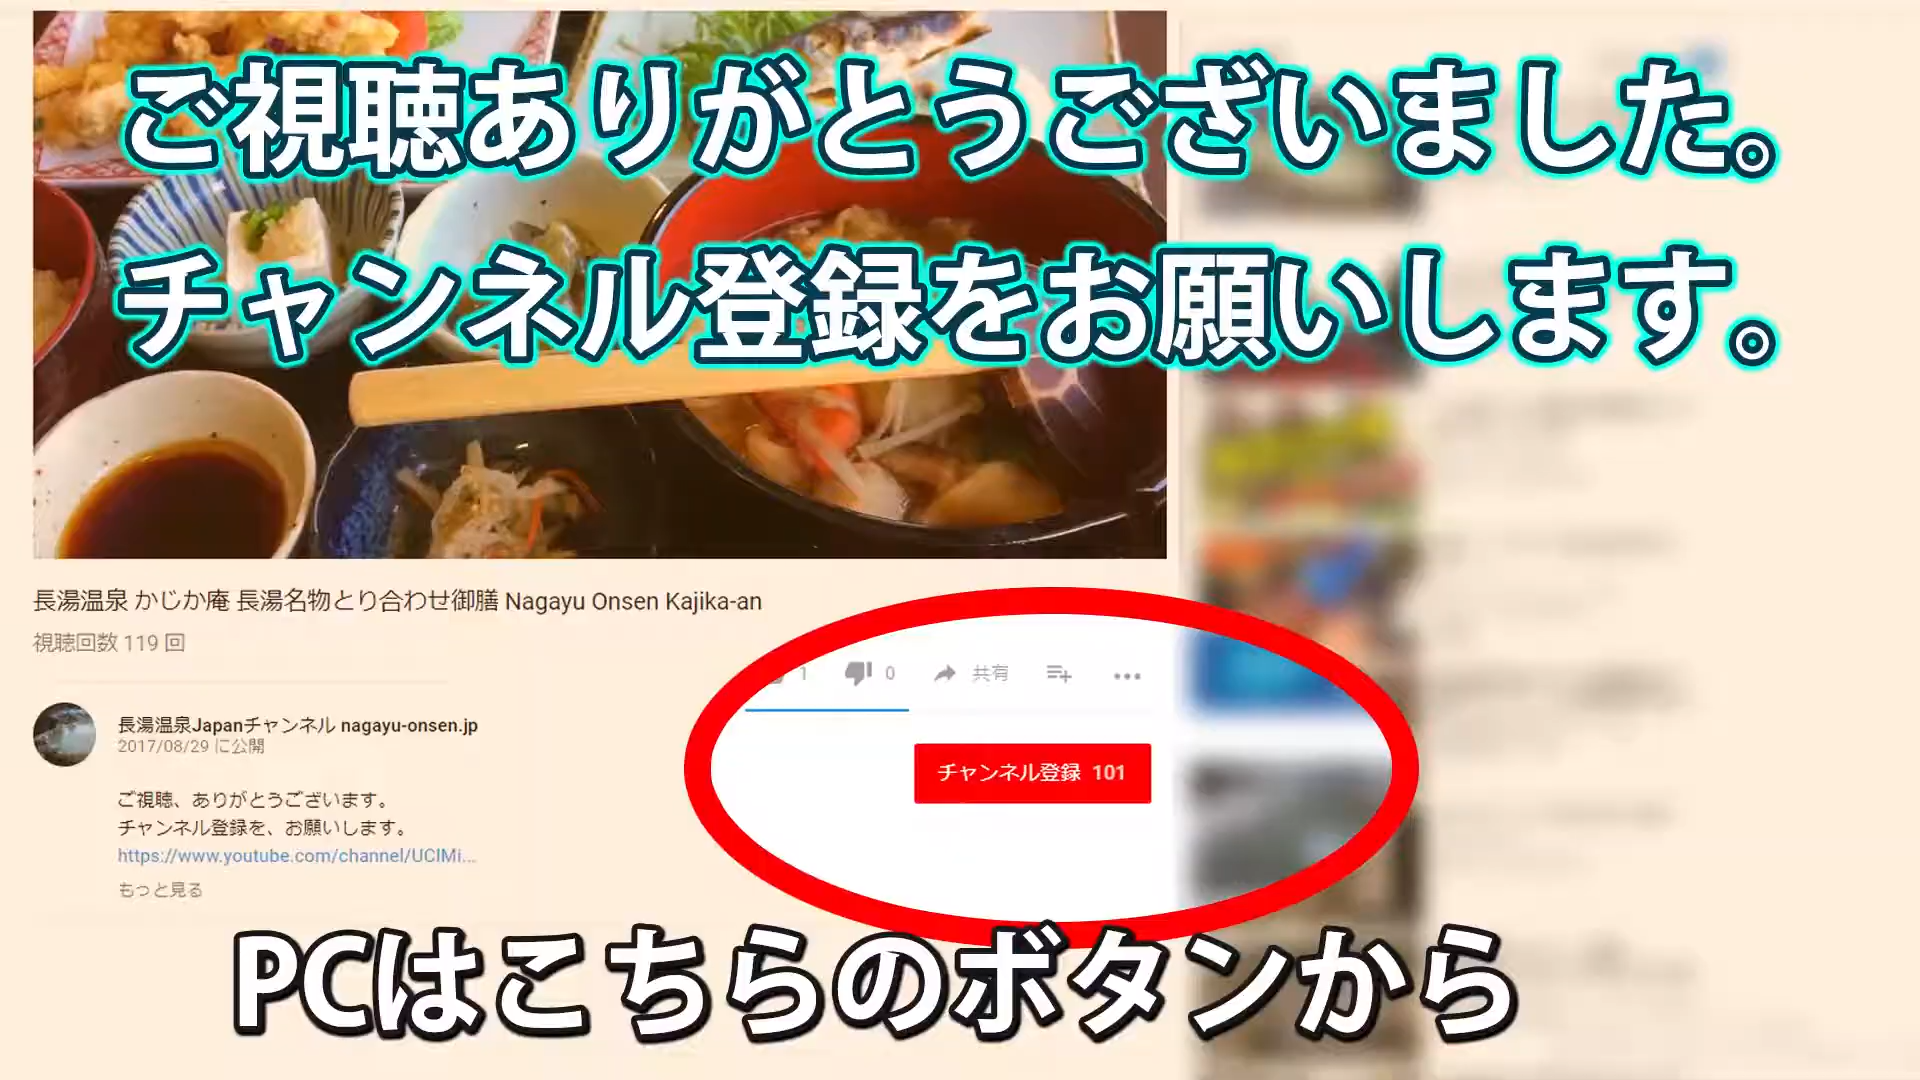 ご視聴ありがとうございました。
チャンネル登録をお願いします。
長湯温泉 かじか庵 長湯名物とり合わせ御膳 Nagayu Onsen Kajika-an
視聴回数 119 回
1 0 共有
長湯温泉Japanチャンネル nagayu-onsen.jp
2017/08/29 に公開
チャンネル登録 101
ご視聴、ありがとうございます。
チャンネル登録を、お願いします。
https://www.youtube.com/channel/UCIMi...
もっと見る
PCはこちらのボタンから